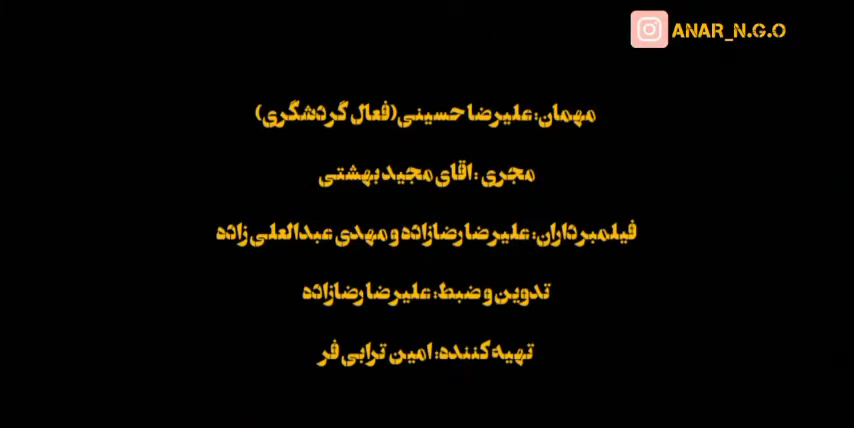 ANAR_N.G.O
مهمان: علیرضا حسینی(فعال گردشگری)
مجری :اقای مجید بهشتی
فیلمبرداران: علیرضا رضازاده و مهدی عبدالعلی زاده
تدوین و ضبط: علیرضا رضازاده
تهیه کننده: امین ترابی فر